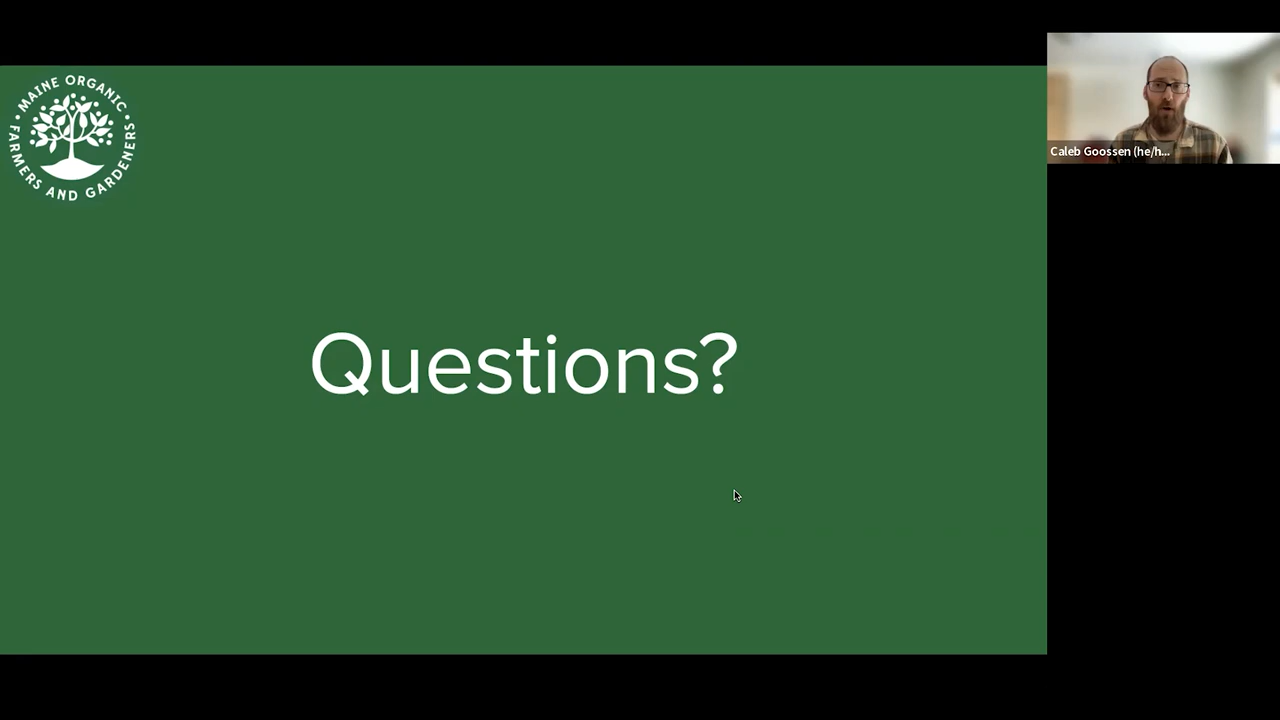 MAINE ORGANIC
FARMERS AND GARDENERS
Caleb Goossen (he/h...
Questions?